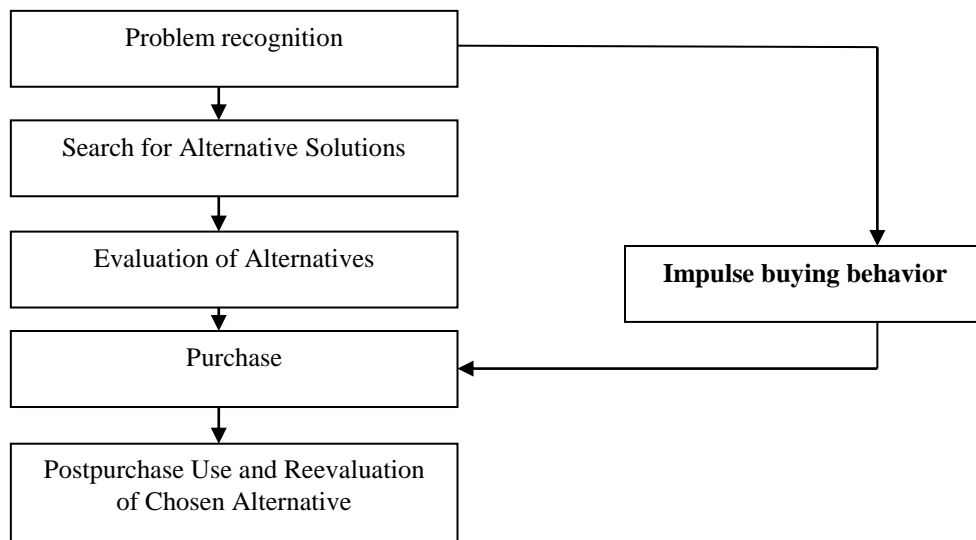 Problem recognition
Search for Alternative Solutions
Evaluation of Alternatives
Impulse buying behavior
Purchase
Postpurchase Use and Reevaluation
of Chosen Alternative